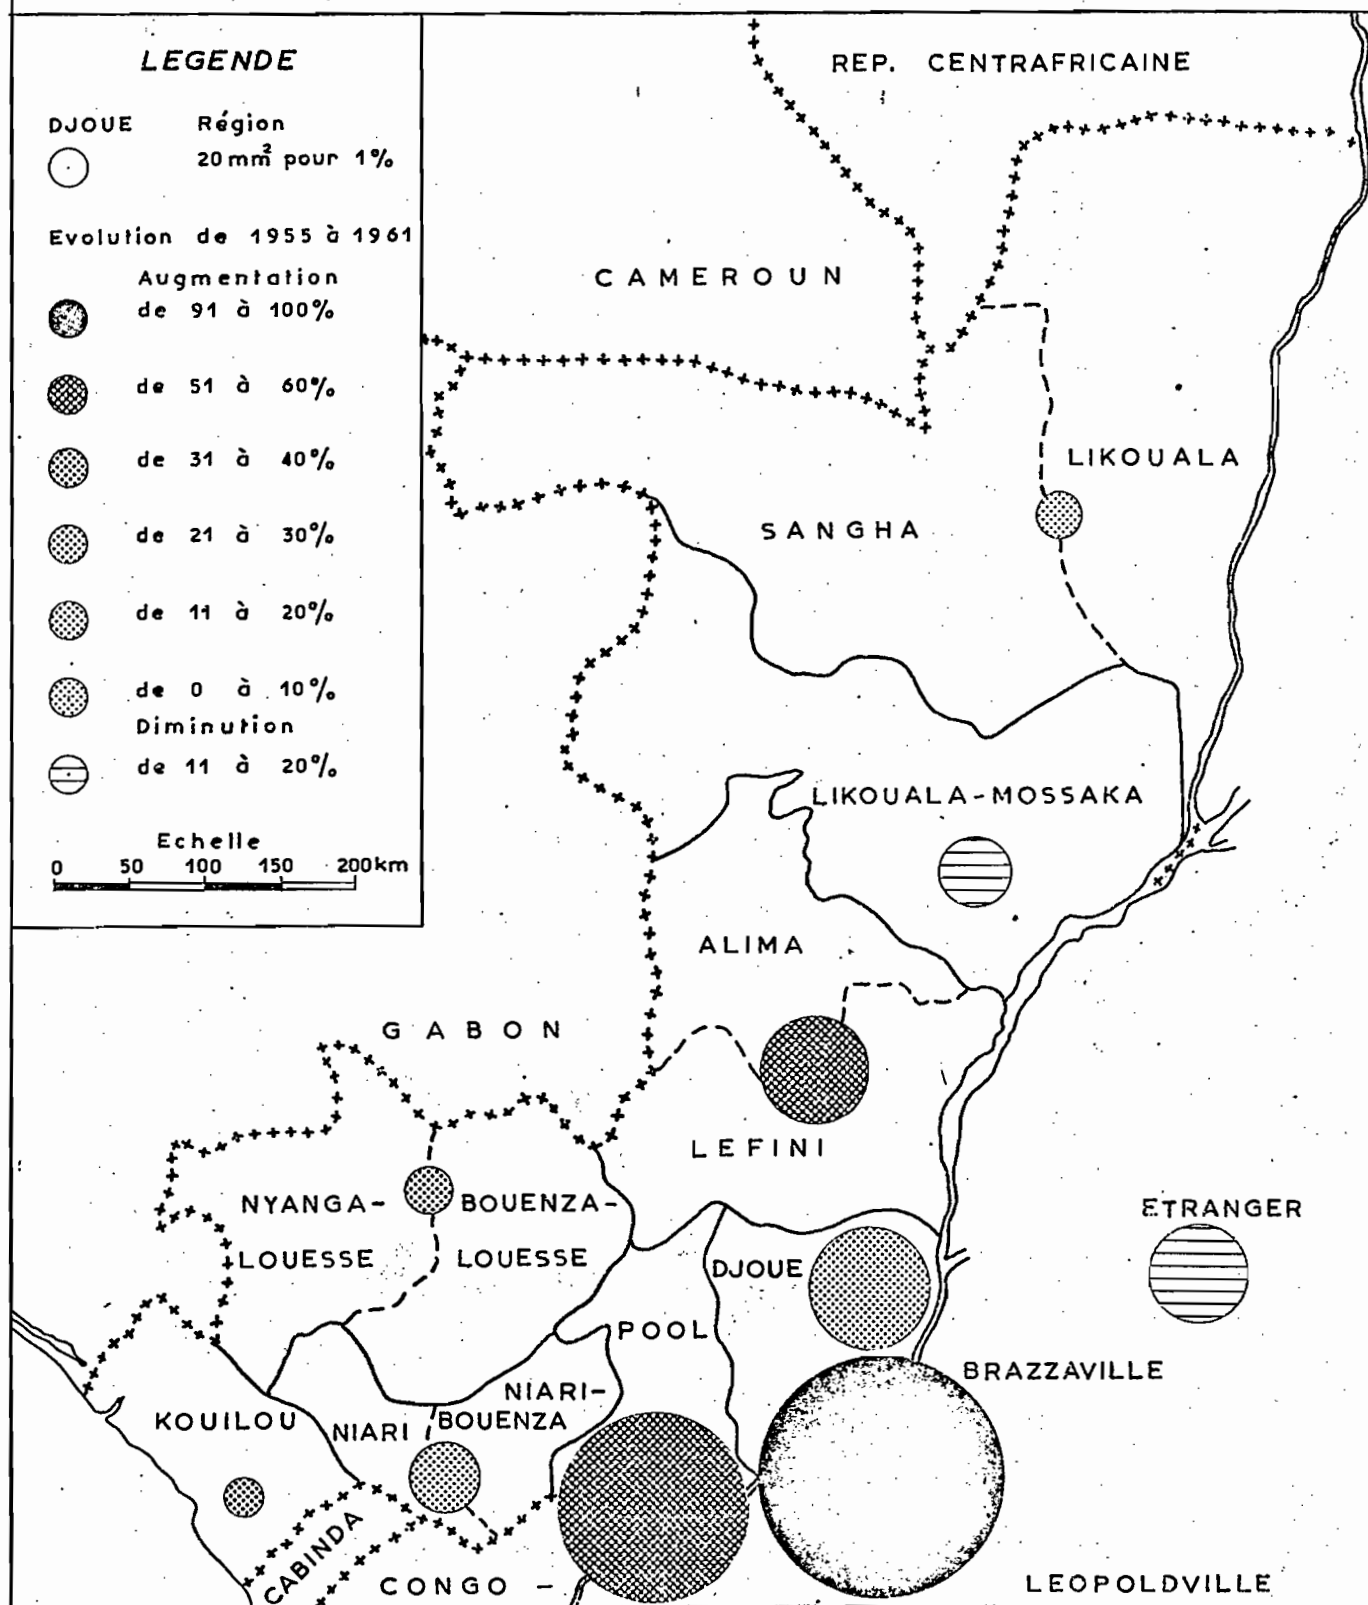 LEGENDE
DJOUE Région
20 mm² pour 1%
Evolution de 1955 à 1961
Augmentation
de 91 à 100%
de 51 à 60%
de 31 à 40%
de 21 à 30%
de 11 à 20%
de 0 à 10%
Diminution
de 11 à 20%
Echelle
0 50 100 150 200km
REP. CENTRAFRICAINE
CAMEROUN
LIKOUALA
SANGHA
LIKOUALA-MOSSAKA
ALIMA
GABON
LEFINI
NYANGA-
LOUESSE
BOUENZA-
LOUESSE
ETRANGER
DJOUE
POOL
BRAZZAVILLE
KOUILOU
NIARI
NIARI-
BOUENZA
CABINDA
CONGO -
LEOPOLDVILLE